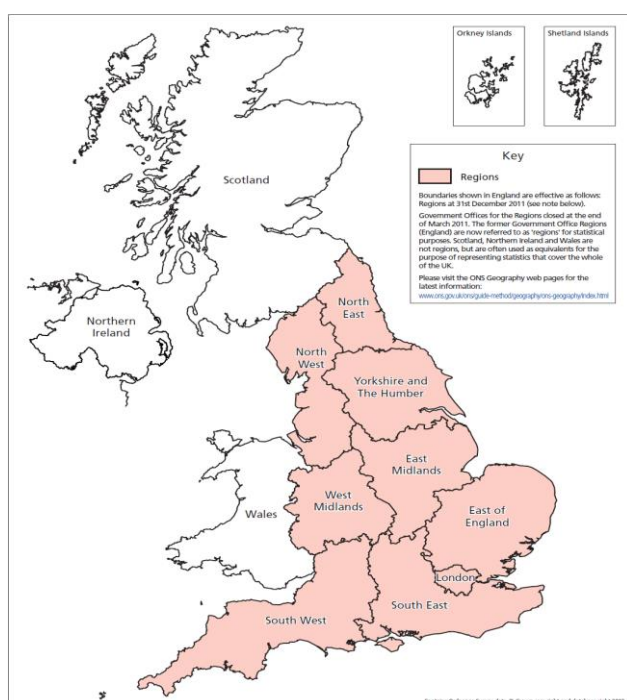 Orkney Islands
Shetland Islands
Key
Regions
Boundaries shown in England are effective as follows:
Regions at 31st December 2011 (see note below).
Government Offices for the Regions closed at the end
of March 2011. The former Government Office Regions
(England) are now referred to as 'regions' for statistical
purposes. Scotland, Northern Ireland and Wales are
not regions, but are often used as equivalents for the
purpose of representing statistics that cover the whole
of the UK.
Please visit the ONS Geography web pages for the
latest information:
www.ons.gov.uk/ons/guide-method/geography/ons-geography/index.html
Scotland
Northern
Ireland
North
East
North
West
Yorkshire and
The Humber
East
Midlands
West
Midlands
Wales
East of
England
London
South East
South West